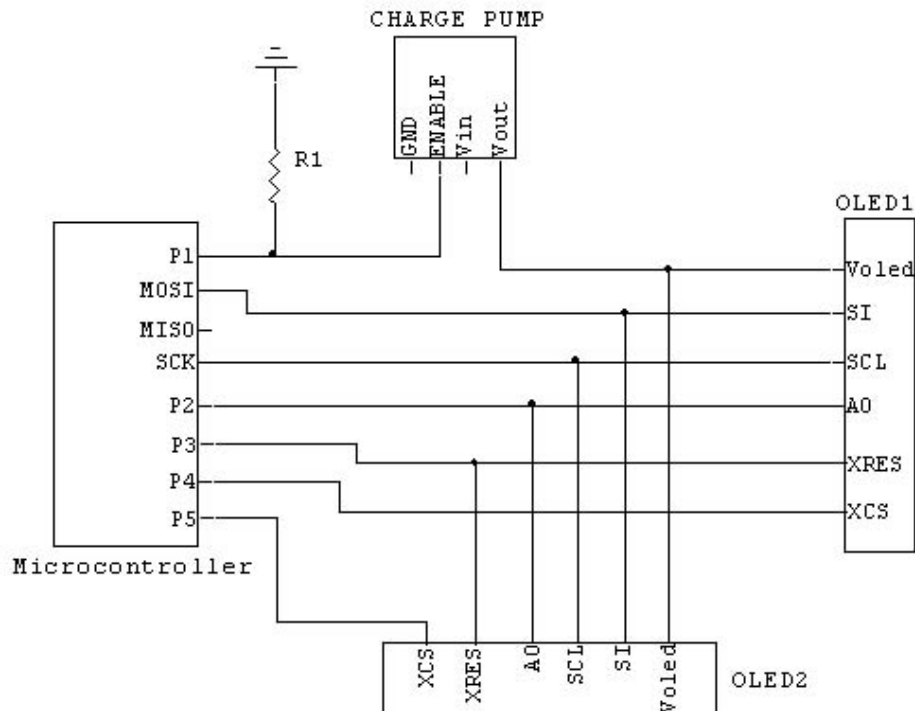 CHARGE PUMP
GND
ENABLE
Vin
Vout
R1
OLED1
P1
MOSI
MISO
SCK
P2
P3
P4
P5
Microcontroller
Voled
SI
SCL
A0
XRES
XCS
XCS
XRES
A0
SCL
SI
Voled
OLED2